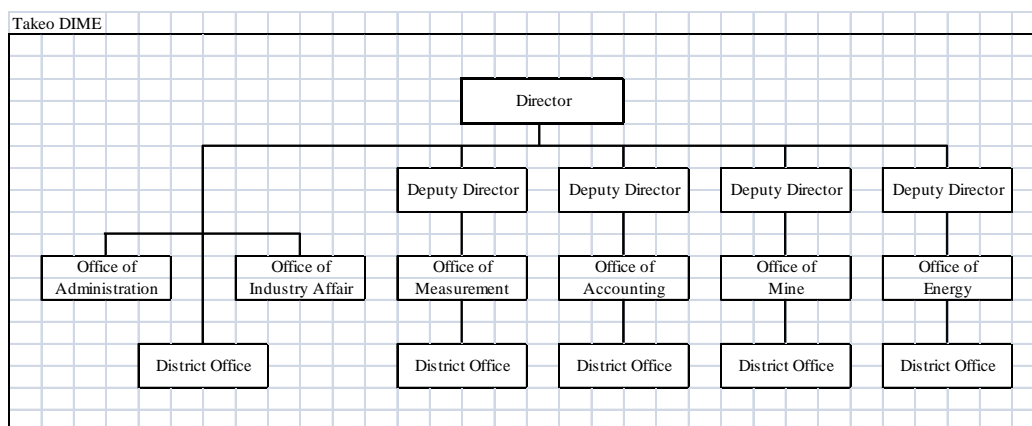 Takeo DIME
Director
Deputy Director
Deputy Director
Deputy Director
Deputy Director
Office of
Administration
Office of
Industry Affair
Office of
Measurement
Office of
Accounting
Office of
Mine
Office of
Energy
District Office
District Office
District Office
District Office
District Office